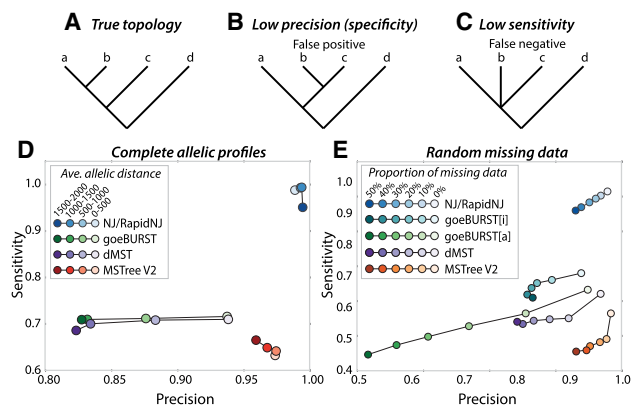 A True topology
a b c d
B Low precision (specificity)
False positive
a b c d
C Low sensitivity
False negative
a b c d
D Complete allelic profiles
Ave. allelic distance
1500-2000
1000-1500
500-1000
0-500
NJ/RapidNJ
goeBURST
dMST
MSTree V2
Sensitivity
1.0
0.9
0.8
0.7
0.6
0.80 0.85 0.90 0.95 1.00
Precision
E Random missing data
Proportion of missing data
50% 40% 30% 20% 10% 0%
NJ/RapidNJ
goeBURST[i]
goeBURST[a]
dMST
MSTree V2
Sensitivity
1.0
0.9
0.8
0.7
0.6
0.5
0.4
0.5 0.6 0.7 0.8 0.9 1.0
Precision